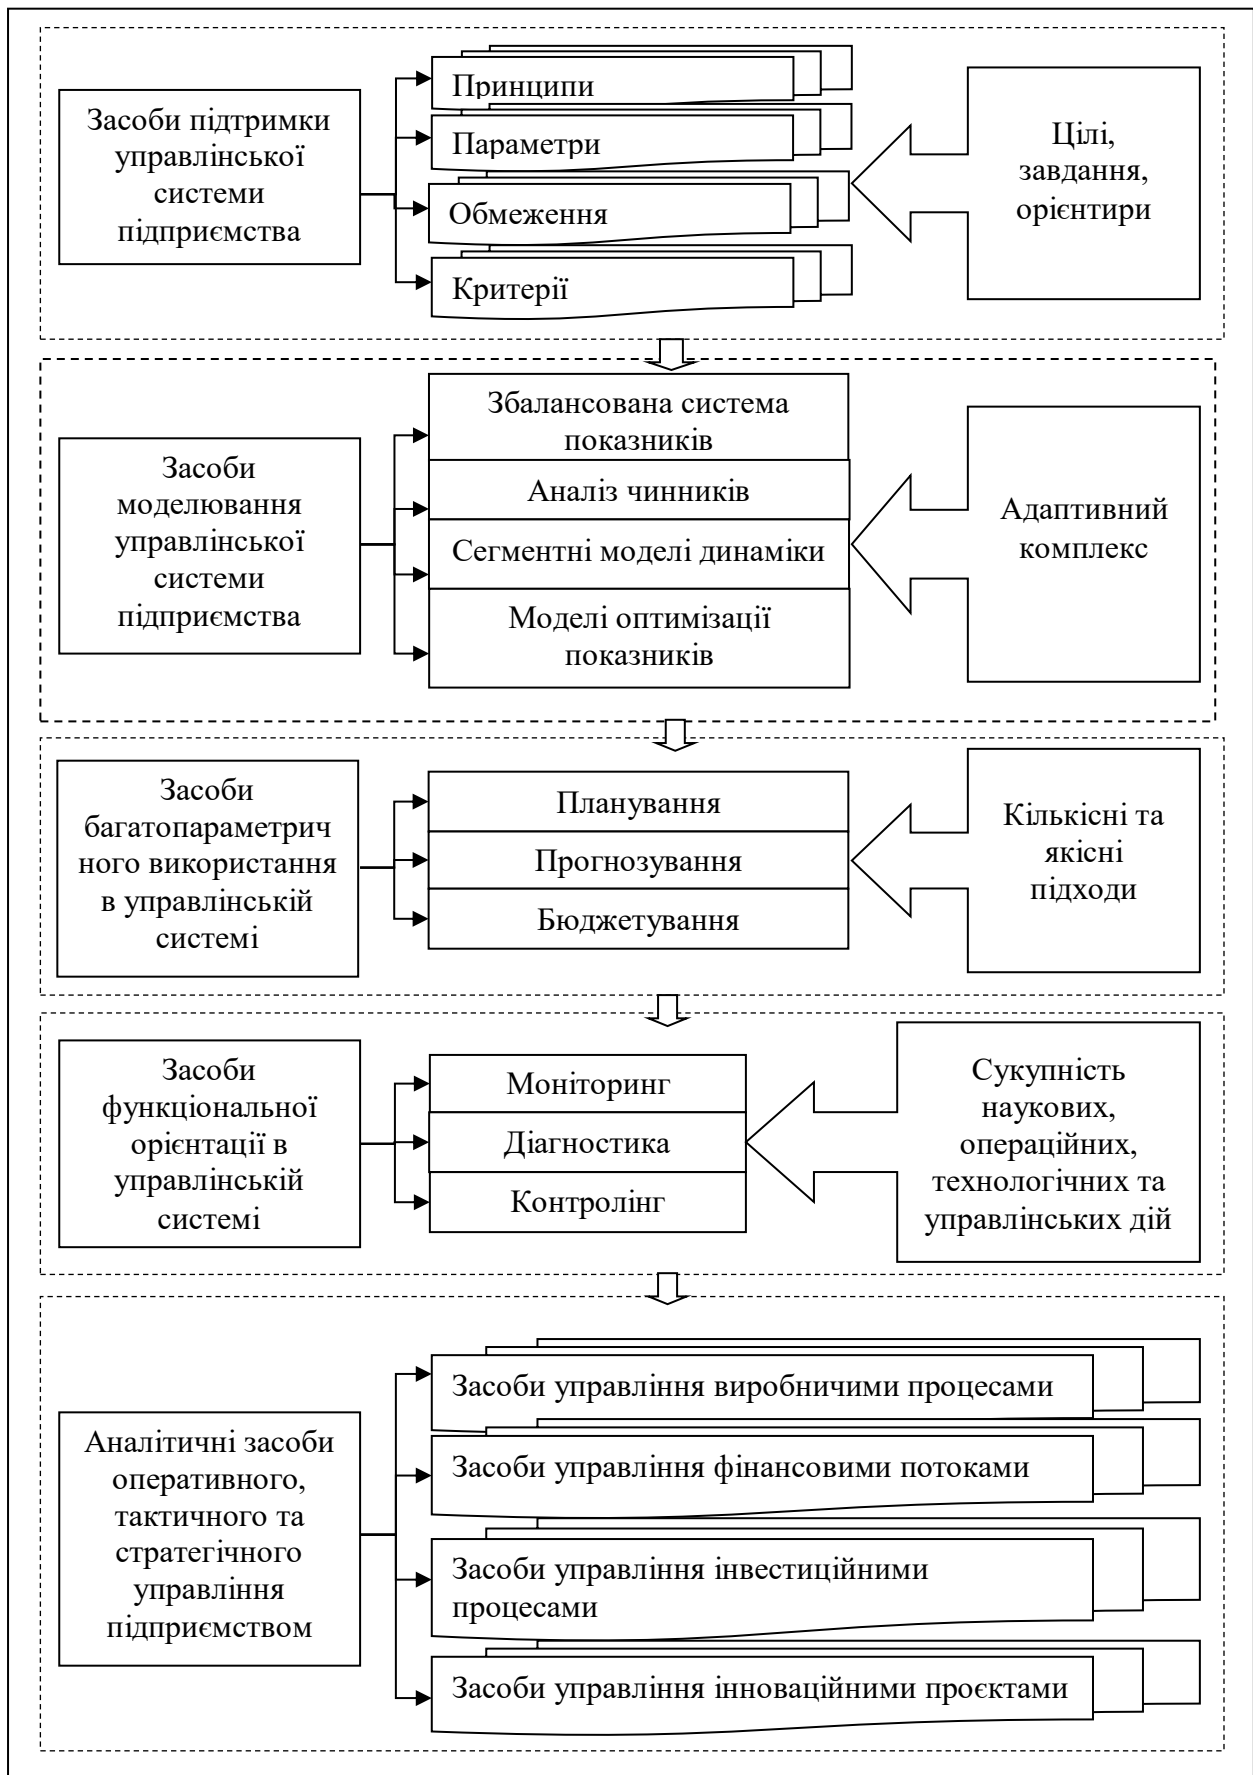 Засоби підтримки
управлінської
системи
підприємства
Принципи
Параметри
Обмеження
Критерії
Цілі,
завдання,
орієнтири
Засоби
моделювання
управлінської
системи
підприємства
Збалансована система
показників
Аналіз чинників
Сегментні моделі динаміки
Моделі оптимізації
показників
Адаптивний
комплекс
Засоби
багатопараметрич
ного використання
в управлінській
системі
Планування
Прогнозування
Бюджетування
Кількісні та
якісні
підходи
Засоби
функціональної
орієнтації в
управлінській
системі
Моніторинг
Діагностика
Контролінг
Сукупність
наукових,
операційних,
технологічних та
управлінських дій
Аналітичні засоби
оперативного,
тактичного та
стратегічного
управління
підприємством
Засоби управління виробничими процесами
Засоби управління фінансовими потоками
Засоби управління інвестиційними
процесами
Засоби управління інноваційними проєктами